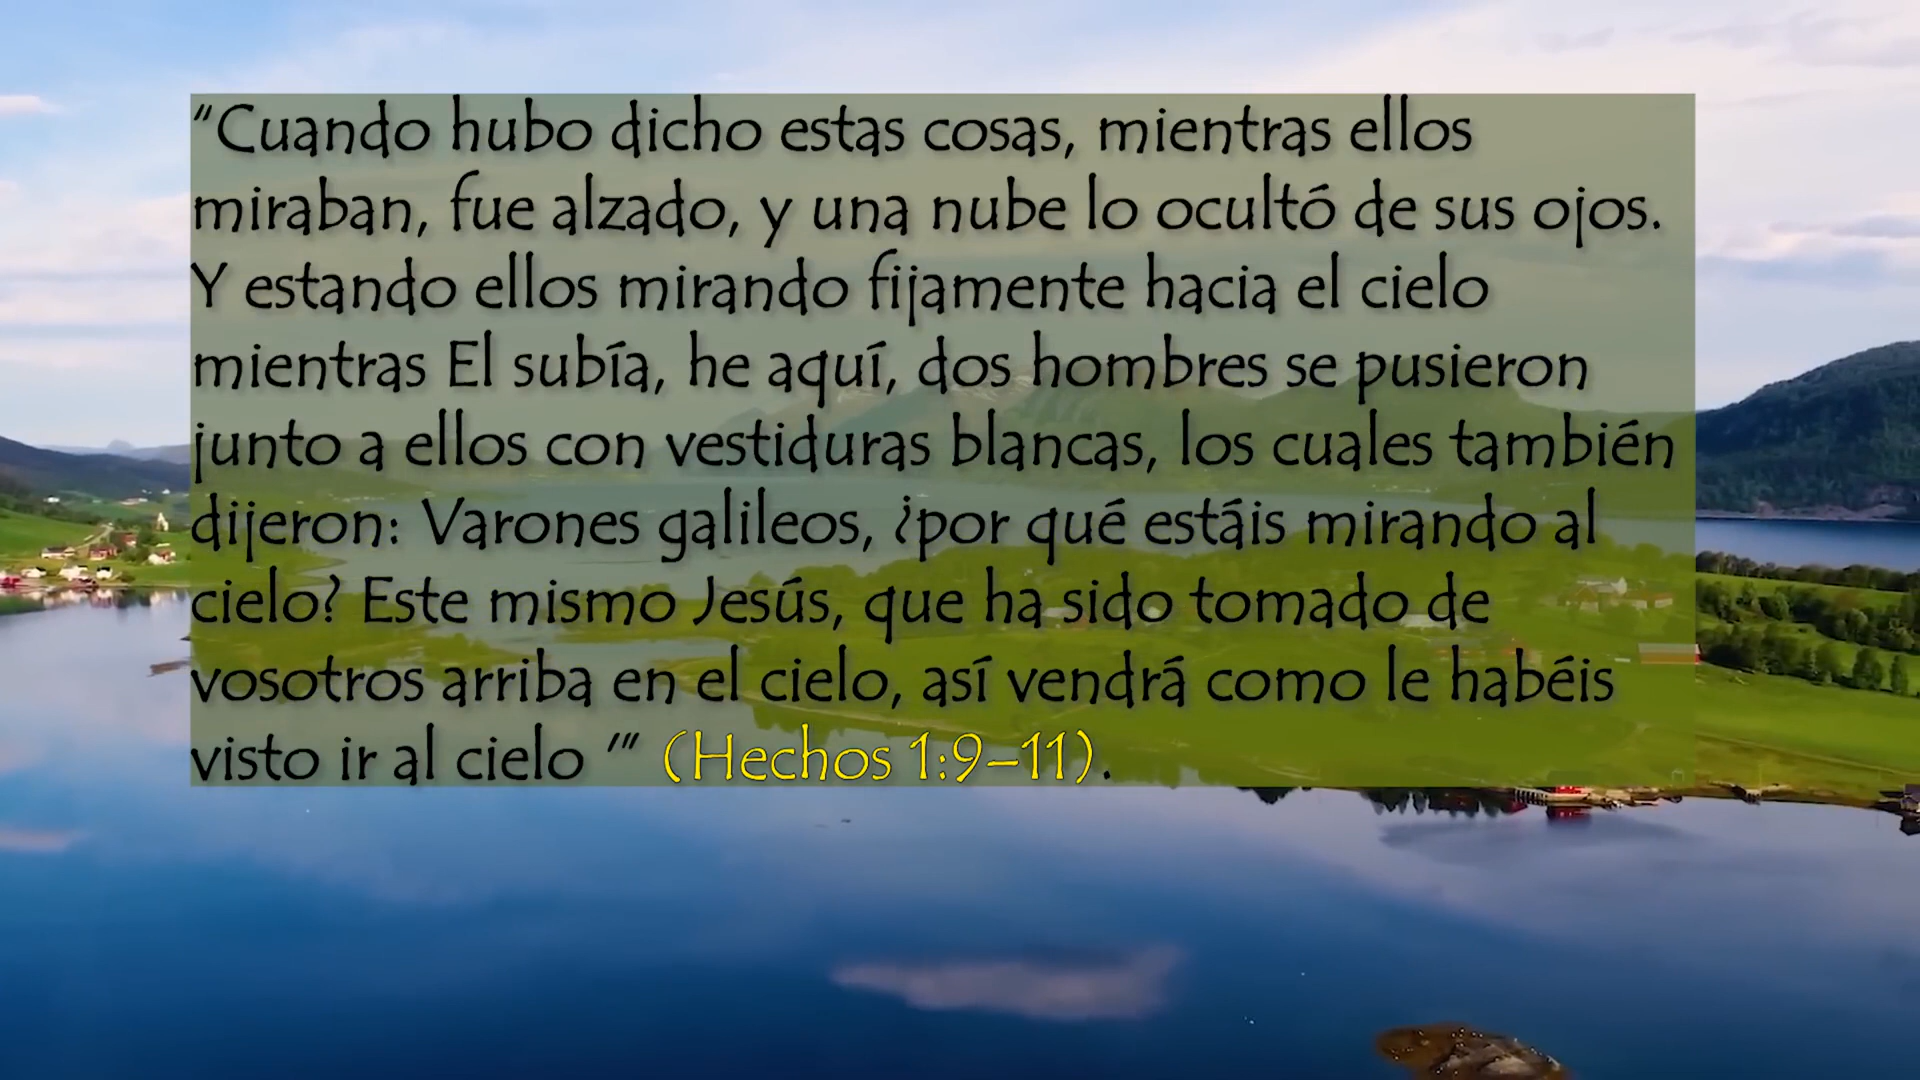 “Cuando hubo dicho estas cosas, mientras ellos
miraban, fue alzado, y una nube lo ocultó de sus ojos.
Y estando ellos mirando fijamente hacia el cielo
mientras El subía, he aquí, dos hombres se pusieron
junto a ellos con vestiduras blancas, los cuales también
dijeron: Varones galileos, ¿por qué estáis mirando al
cielo? Este mismo Jesús, que ha sido tomado de
vosotros arriba en el cielo, así vendrá como le habéis
visto ir al cielo ’” (Hechos 1:9–11).